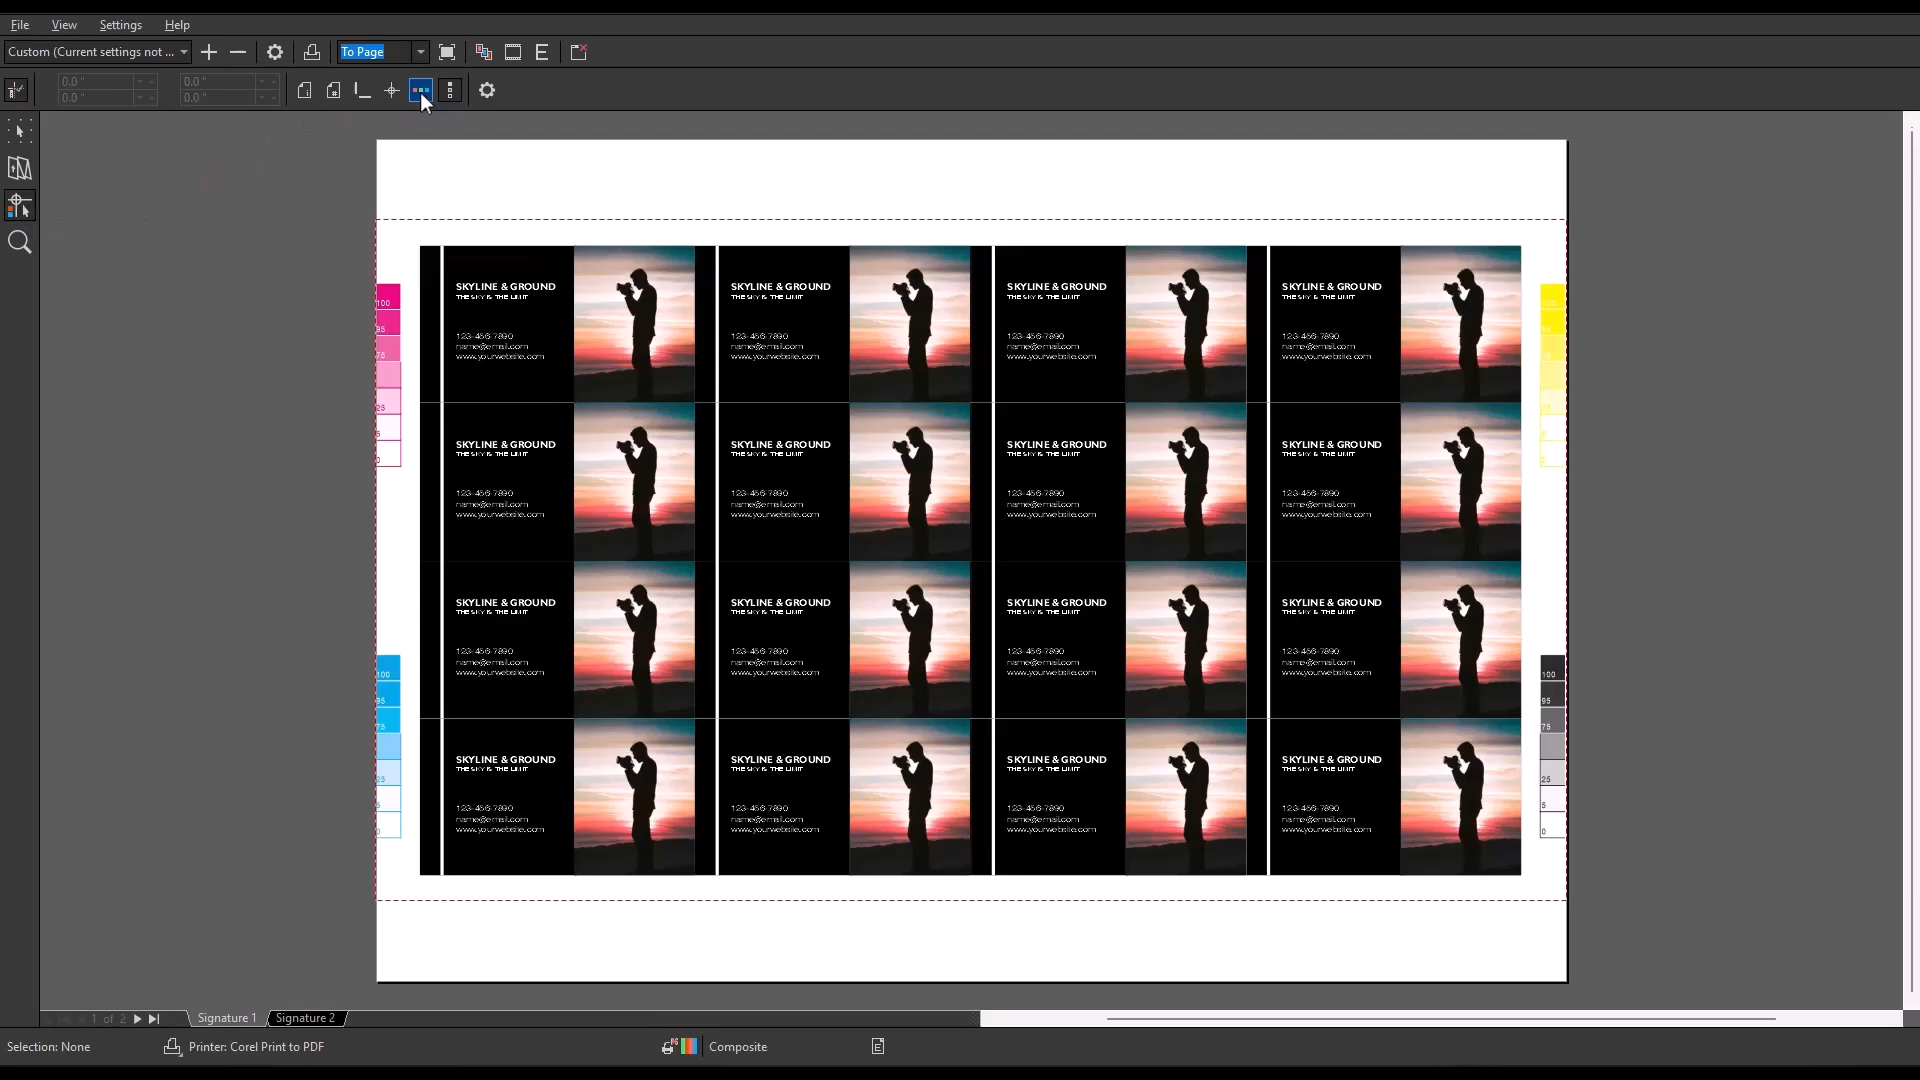 File View Settings Help
Custom (Current settings not ... To Page
0.0 " 0.0 "
0.0 " 0.0 "
SKYLINE & GROUND SKYLINE & GROUND SKYLINE & GROUND SKYLINE & GROUND
THE SKY IS THE LIMIT THE SKY IS THE LIMIT THE SKY IS THE LIMIT THE SKY IS THE LIMIT
100 100
95
123-456-7890 123-456-7890 123-456-7890 123-456-7890
name@email.com name@email.com name@email.com name@email.com
75
www.yourwebsite.com www.yourwebsite.com www.yourwebsite.com www.yourwebsite.com
25 25
5
SKYLINE & GROUND SKYLINE & GROUND SKYLINE & GROUND SKYLINE & GROUND
THE SKY IS THE LIMIT THE SKY IS THE LIMIT THE SKY IS THE LIMIT THE SKY IS THE LIMIT
0
123-456-7890 123-456-7890 123-456-7890 123-456-7890
name@email.com name@email.com name@email.com name@email.com
www.yourwebsite.com www.yourwebsite.com www.yourwebsite.com www.yourwebsite.com
SKYLINE & GROUND SKYLINE & GROUND SKYLINE & GROUND SKYLINE & GROUND
THE SKY IS THE LIMIT THE SKY IS THE LIMIT THE SKY IS THE LIMIT THE SKY IS THE LIMIT
123-456-7890 123-456-7890 123-456-7890 123-456-7890
name@email.com name@email.com name@email.com name@email.com
www.yourwebsite.com www.yourwebsite.com www.yourwebsite.com www.yourwebsite.com
100 100
95 95
75 75
SKYLINE & GROUND SKYLINE & GROUND SKYLINE & GROUND SKYLINE & GROUND
THE SKY IS THE LIMIT THE SKY IS THE LIMIT THE SKY IS THE LIMIT THE SKY IS THE LIMIT
25 25
5 5
123-456-7890 123-456-7890 123-456-7890 123-456-7890
name@email.com name@email.com name@email.com name@email.com
www.yourwebsite.com www.yourwebsite.com www.yourwebsite.com www.yourwebsite.com
0 0
1 of 2 Signature 1 Signature 2
Selection: None Printer: Corel Print to PDF Composite